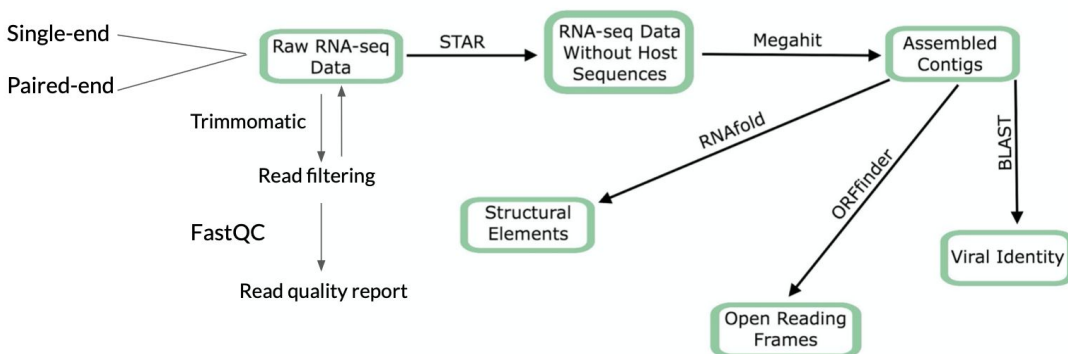 Single-end
Paired-end
Raw RNA-seq
Data
STAR
RNA-seq Data
Without Host
Sequences
Megahit
Assembled
Contigs
Trimmomatic
Read filtering
FastQC
Read quality report
RNAfold
Structural
Elements
ORFfinder
Open Reading
Frames
BLAST
Viral Identity